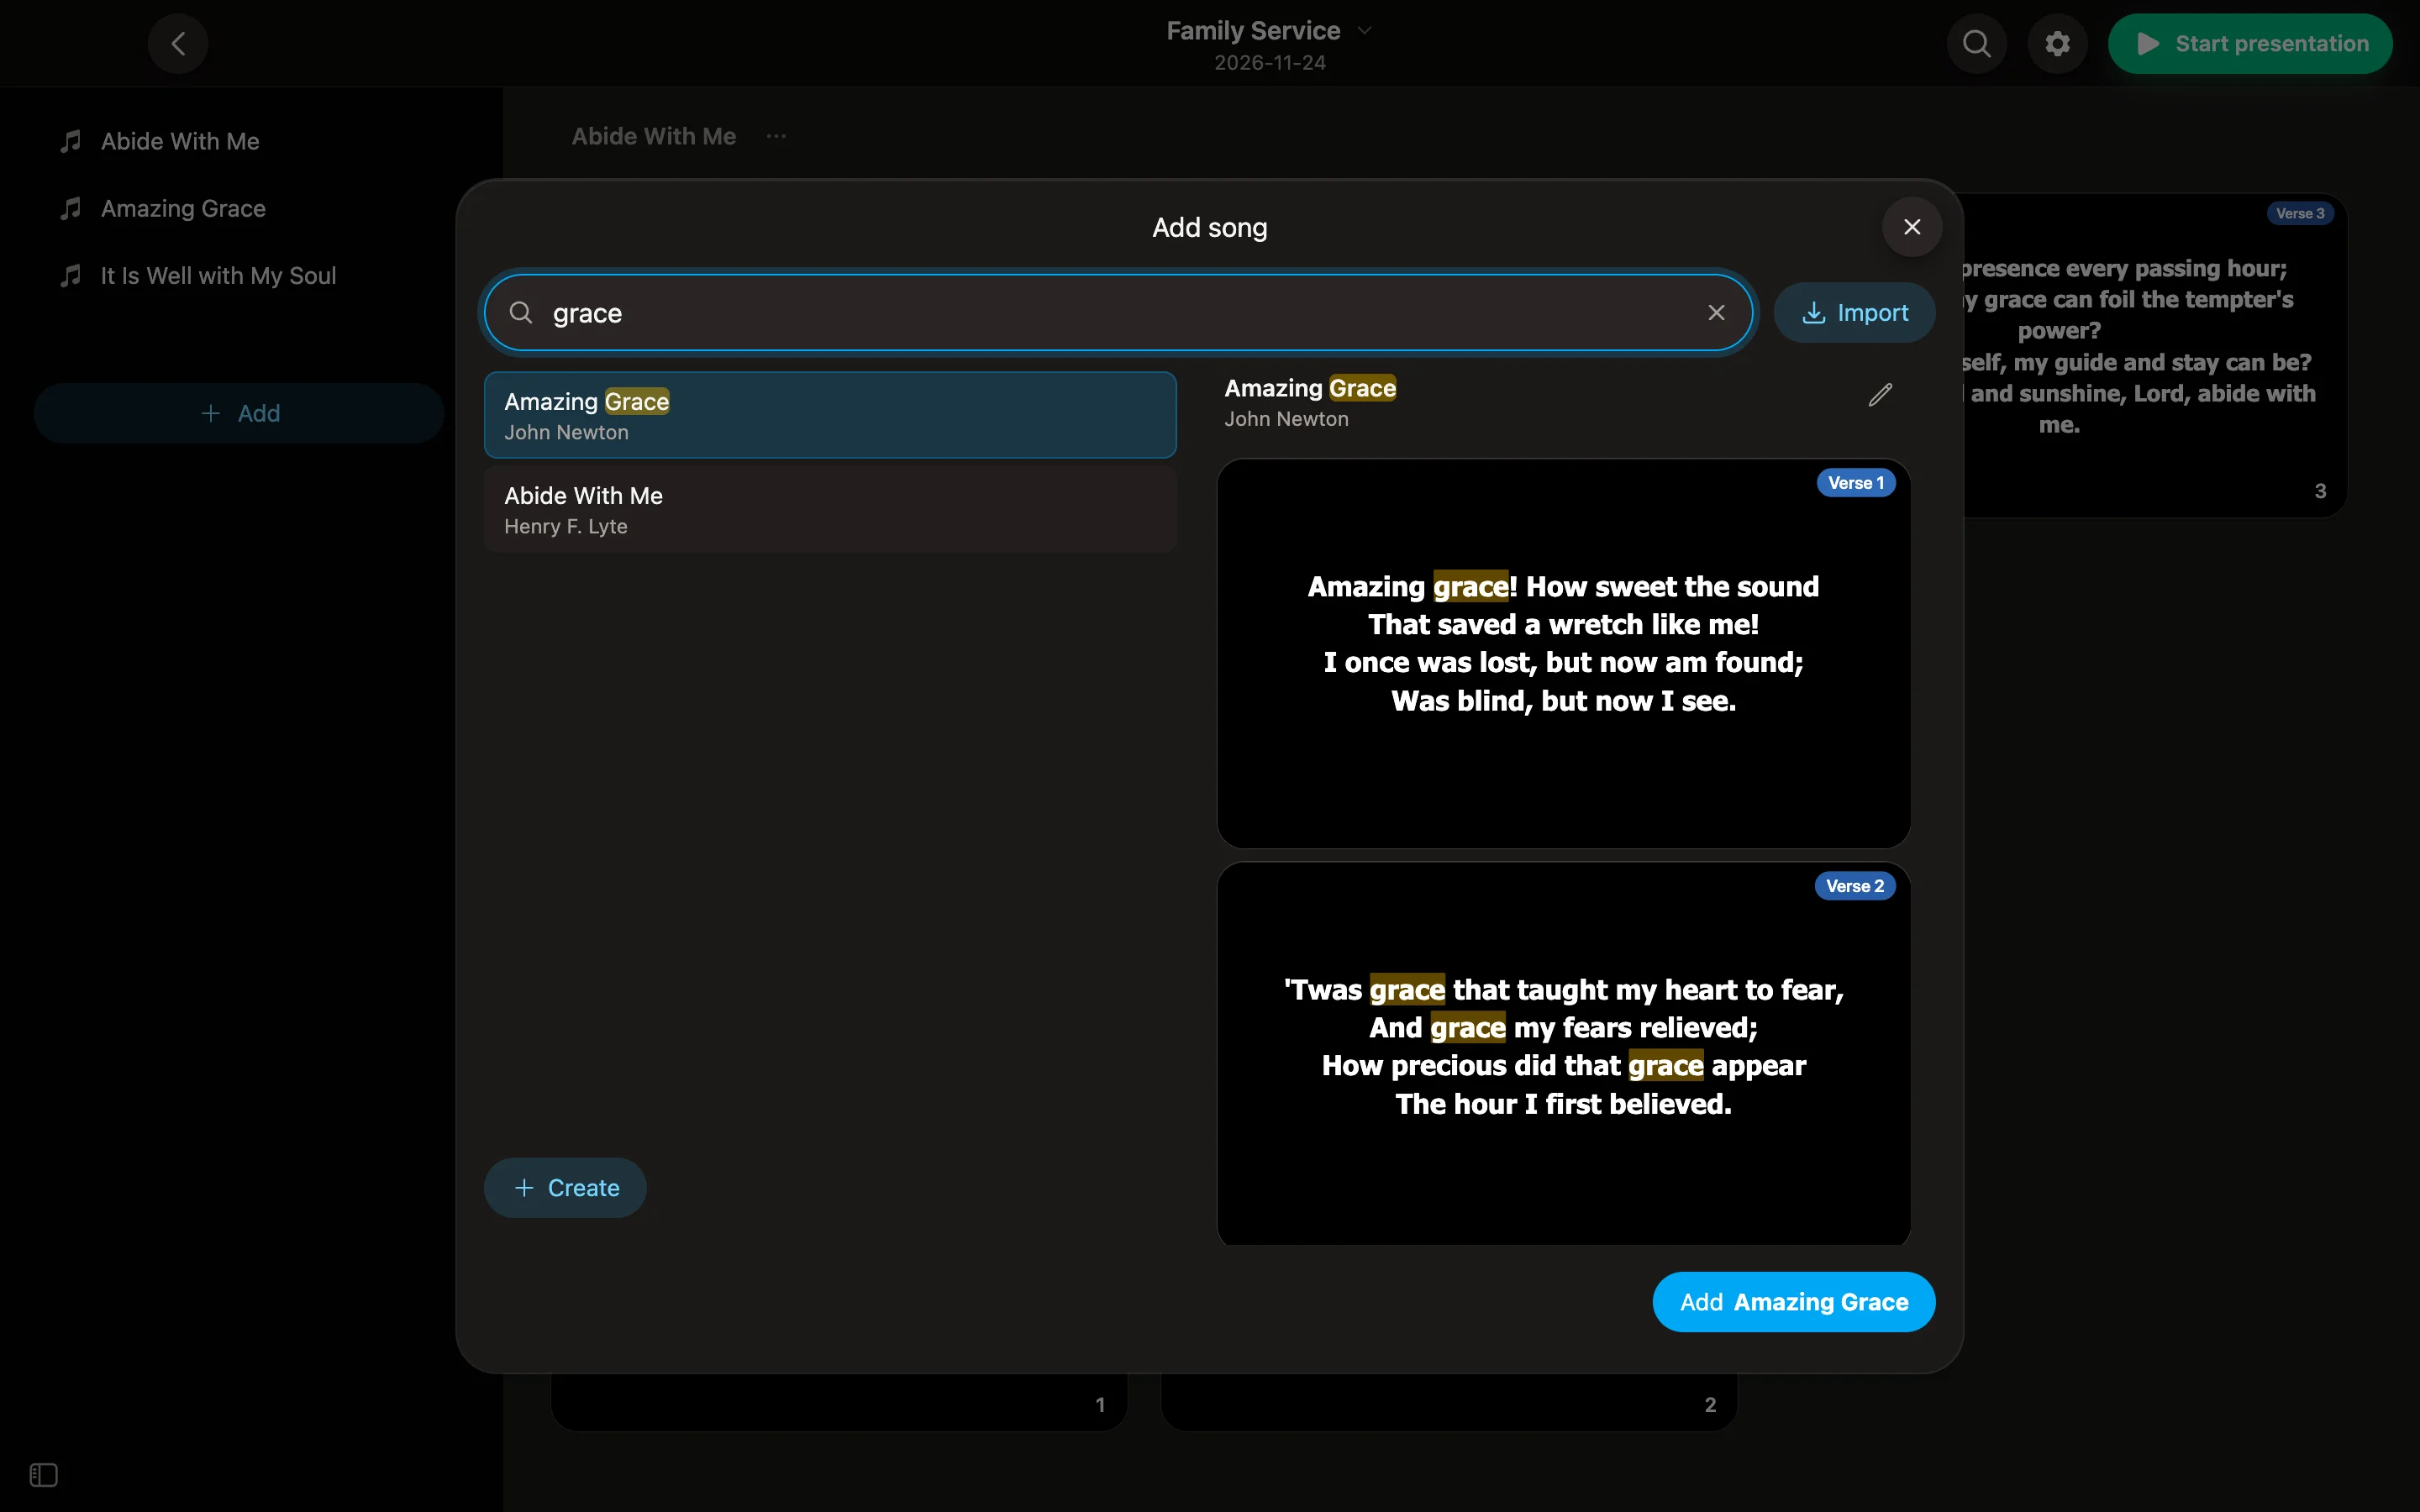 Family Service
2026-11-24
Start presentation
Abide With Me
Amazing Grace
It Is Well with My Soul
Add
Abide With Me
Verse 3
presence every passing hour;
grace can foil the tempter's
power?
my guide and stay can be?
and sunshine, Lord, abide with
me.
3
Add song
grace
Import
Amazing Grace
John Newton
Abide With Me
Henry F. Lyte
Create
Amazing Grace
John Newton
Verse 1
Amazing grace! How sweet the sound
That saved a wretch like me!
I once was lost, but now am found;
Was blind, but now I see.
Verse 2
'Twas grace that taught my heart to fear,
And grace my fears relieved;
How precious did that grace appear
The hour I first believed.
Add Amazing Grace
1
2